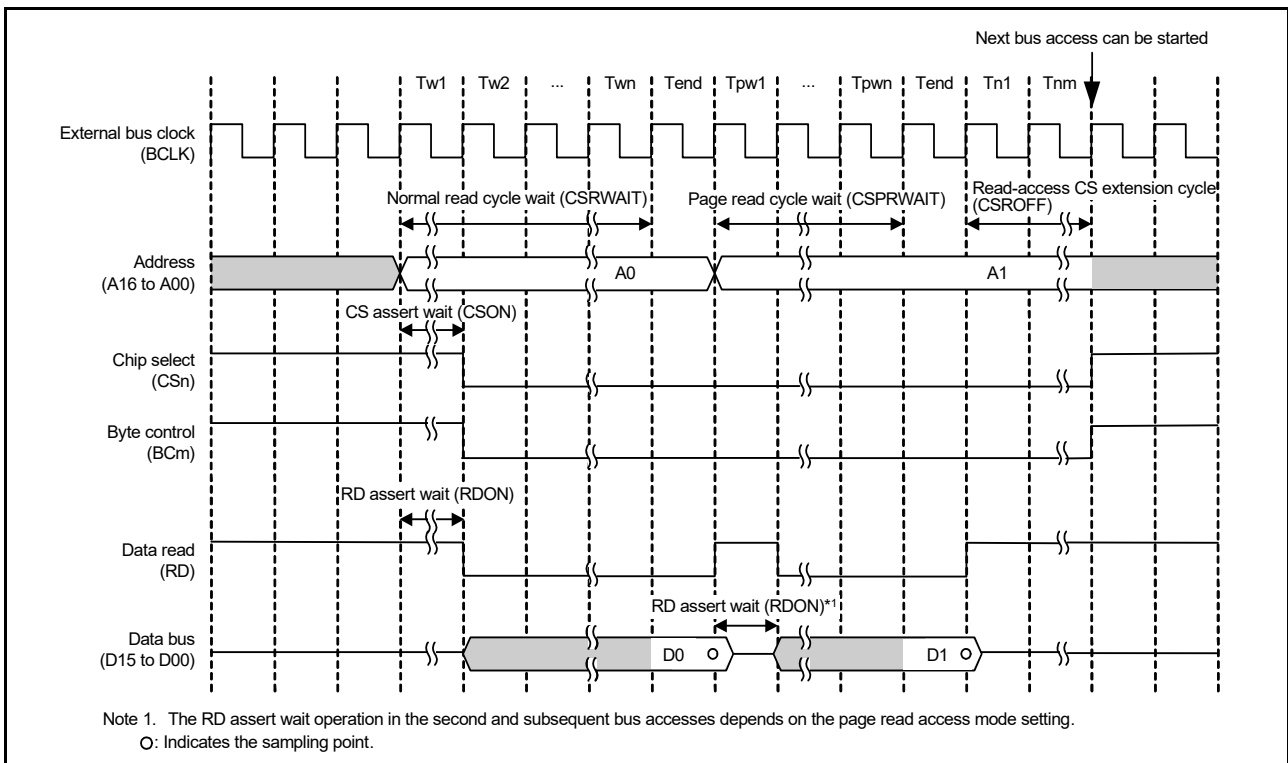 Next bus access can be started
Tw1 Tw2 ... Twn Tend Tpw1 ... Tpwn Tend Tn1 Tnm
External bus clock
(BCLK)
Normal read cycle wait (CSRWAIT) Page read cycle wait (CSPRWAIT) Read-access CS extension cycle
(CSROFF)
Address
(A16 to A00)
A0 A1
CS assert wait (CSON)
Chip select
(CSn)
Byte control
(BCm)
RD assert wait (RDON)
Data read
(RD)
RD assert wait (RDON)*1
Data bus
(D15 to D00)
D0 D1
Note 1. The RD assert wait operation in the second and subsequent bus accesses depends on the page read access mode setting.
O: Indicates the sampling point.